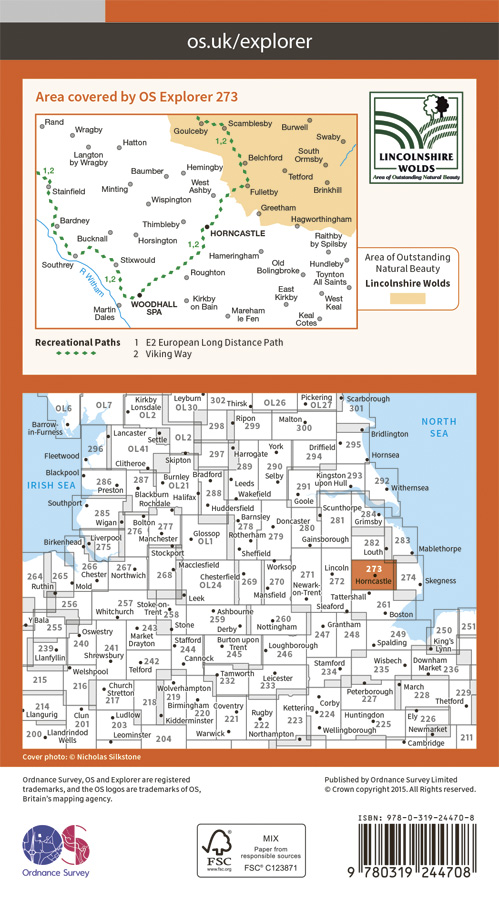 os.uk/explorer
Area covered by OS Explorer 273
Rand
Wragby
Hatton
Langton
by Wragby
Goulceby
Scamblesby
Burwell
Swaby
1,2
South
Ormsby
Belchford
Tetford
Brinkhill
Fulletby
Hemingby
Baumber
West
Ashby
Minting
Wispington
1,2
Stainfield
Greetham
Hagworthingham
Bardney
Thimbleby
HORNCASTLE
Bucknall
Horsington
1,2
Raithby
by Spilsby
Hameringham
Hundleby
Southrey
Stixwould
Old
Bolingbroke
Toynton
All Saints
Roughton
1,2
R Witham
East
Kirkby
West
Keal
WOODHALL
SPA
Kirkby
on Bain
Martin
Dales
Mareham
le Fen
Keal
Cotes
LINCOLNSHIRE
WOLDS
Area of Outstanding Natural Beauty
Area of Outstanding
Natural Beauty
Lincolnshire Wolds
Recreational Paths
1 E2 European Long Distance Path
2 Viking Way
OL6
OL7
Kirkby
Lonsdale
OL2
Leyburn
OL30
302
Thirsk
OL26
Pickering
OL27
Scarborough
301
Barrow-
in-Furness
Lancaster
Settle
OL2
298
Ripon
299
Malton
300
Bridlington
NORTH
SEA
296
OL41
Skipton
297
Harrogate
York
289
290
Driffield
294
295
Hornsea
Fleetwood
Clitheroe
Blackpool
IRISH SEA
286
Preston
287
Burnley
OL21
Bradford
288
Leeds
Selby
Kingston
upon Hull
293
292
Withernsea
Southport
Blackburn
Rochdale
Halifax
Wakefield
291
Goole
285
Wigan
276
Bolton
277
Manchester
Huddersfield
Barnsley
278
Doncaster
279
280
Scunthorpe
281
284
Grimsby
Birkenhead
Liverpool
275
Glossop
OL1
Rotherham
Sheffield
Gainsborough
282
Louth
283
Mablethorpe
Stockport
264
Ruthin
265
266
Chester
Mold
267
Northwich
268
Macclesfield
Chesterfield
OL24
269
Worksop
270
Mansfield
271
Newark-
on-Trent
Lincoln
272
273
Horncastle
274
Skegness
Tattershall
256
257
Whitchurch
Stoke-on-
Trent
258
Leek
Ashbourne
259
Derby
260
Nottingham
Sleaford
261
Boston
Y Bala
255
Oswestry
240
243
Market
Drayton
Stone
Grantham
247
248
249
Spalding
250
King's
Lynn
251
239
Llanfyllin
Shrewsbury
241
Stafford
244
Cannock
Burton upon
Trent
245
Loughborough
246
242
Telford
Stamford
234
Wisbech
235
Downham
Market
236
Welshpool
215
216
Church
Stretton
217
218
Wolverhampton
219
Birmingham
220
Tamworth
232
Leicester
233
Peterborough
227
March
228
229
Thetford
214
Llangurig
Clun
201
Ludlow
203
Kidderminster
Coventry
221
Rugby
222
Kettering
223
Corby
224
Huntingdon
225
Ely
226
Newmarket
200
Llandrindod
Wells
Leominster
204
Warwick
Northampton
Wellingborough
Cambridge
211
Cover photo: © Nicholas Silkstone
Ordnance Survey, OS and Explorer are registered
trademarks, and the OS logos are trademarks of OS,
Britain's mapping agency.
Published by Ordnance Survey Limited
© Crown copyright 2015. All Rights reserved.
OS
Ordnance Survey
FSC
www.fsc.org
MIX
Paper from
responsible sources
FSC® C123871
ISBN: 978-0-319-24470-8
9 780319 244708